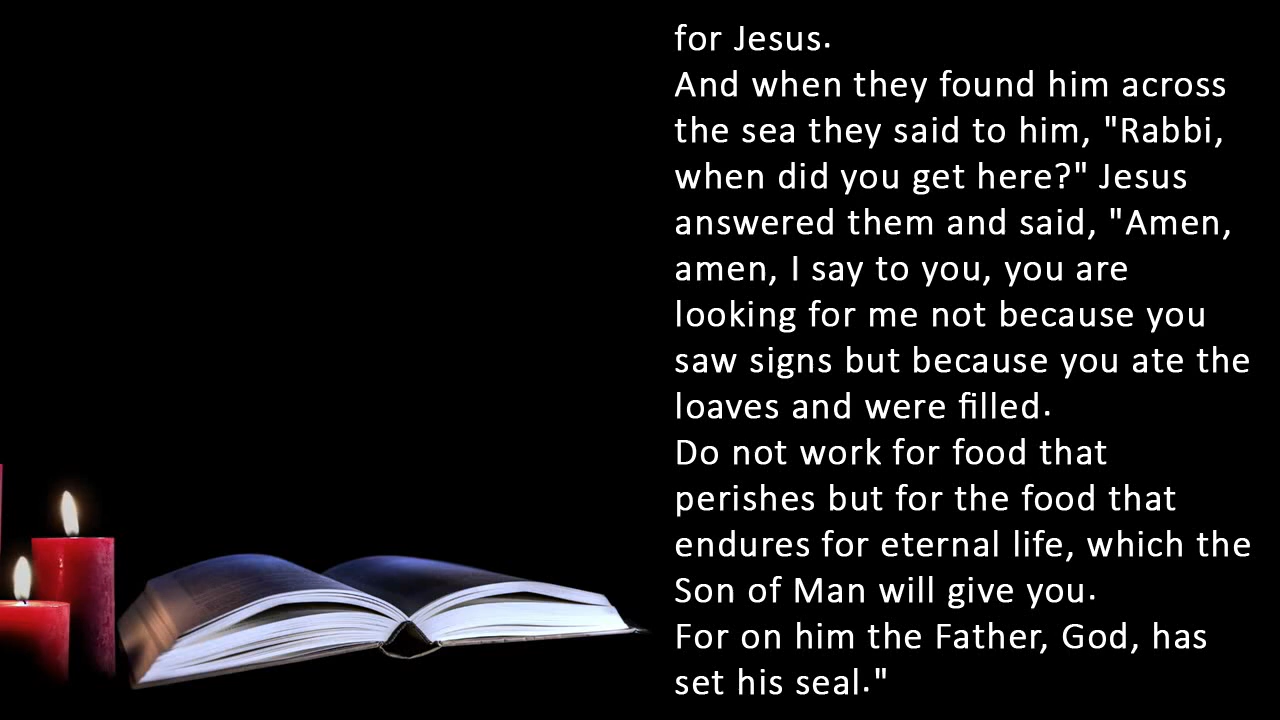 for Jesus.
And when they found him across
the sea they said to him, "Rabbi,
when did you get here?" Jesus
answered them and said, "Amen,
amen, I say to you, you are
looking for me not because you
saw signs but because you ate the
loaves and were filled.
Do not work for food that
perishes but for the food that
endures for eternal life, which the
Son of Man will give you.
For on him the Father, God, has
set his seal."